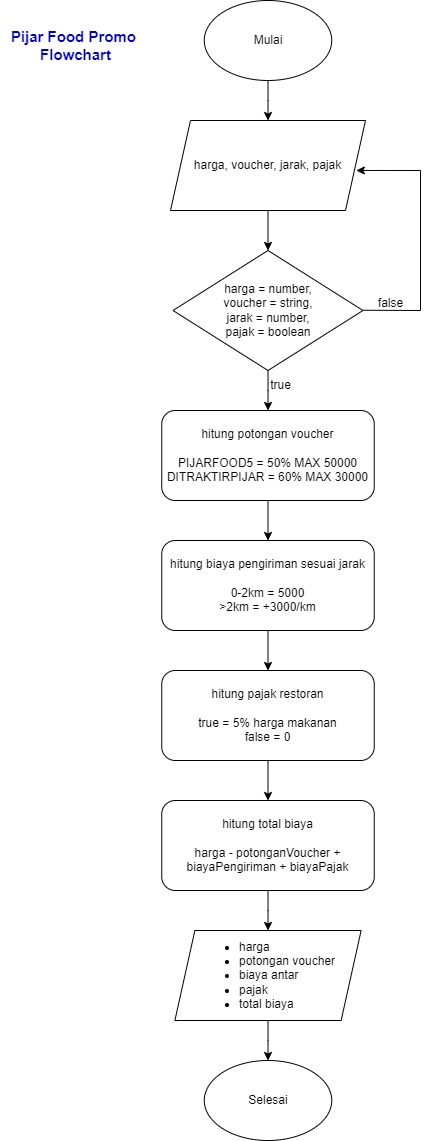 Pijar Food Promo
Flowchart
Mulai
harga, voucher, jarak, pajak
harga = number,
voucher = string,
jarak = number,
pajak = boolean
false
true
hitung potongan voucher
PIJARFOOD5 = 50% MAX 50000
DITRAKTIRPIJAR = 60% MAX 30000
hitung biaya pengiriman sesuai jarak
0-2km = 5000
>2km = +3000/km
hitung pajak restoran
true = 5% harga makanan
false = 0
hitung total biaya
harga - potonganVoucher +
biayaPengiriman + biayaPajak
• harga
• potongan voucher
• biaya antar
• pajak
• total biaya
Selesai